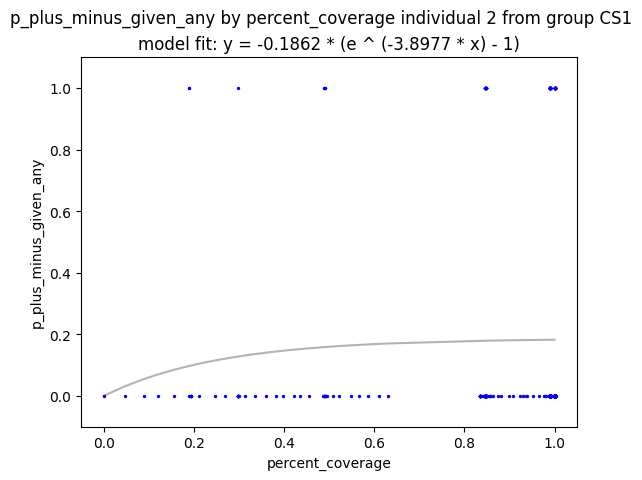 p_plus_minus_given_any by percent_coverage individual 2 from group CS1
model fit: y = -0.1862 * (e ^ (-3.8977 * x) - 1)
1.0
0.8
0.6
0.4
0.2
0.0
p_plus_minus_given_any
0.0 0.2 0.4 0.6 0.8 1.0
percent_coverage